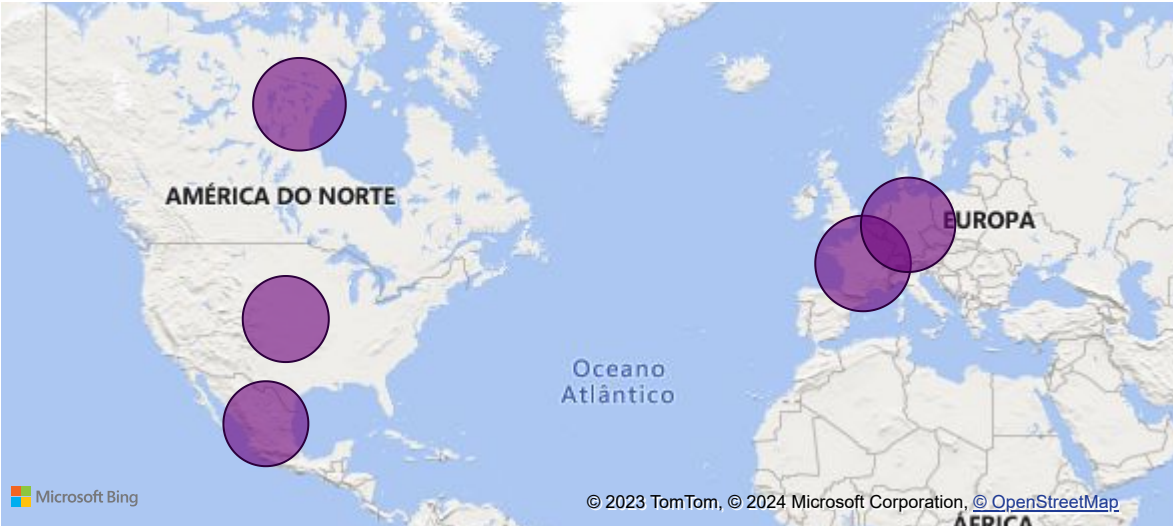 AMÉRICA DO NORTE
EUROPA
Oceano
Atlântico
Microsoft Bing
© 2023 TomTom, © 2024 Microsoft Corporation, © OpenStreetMap
ÁFRICA